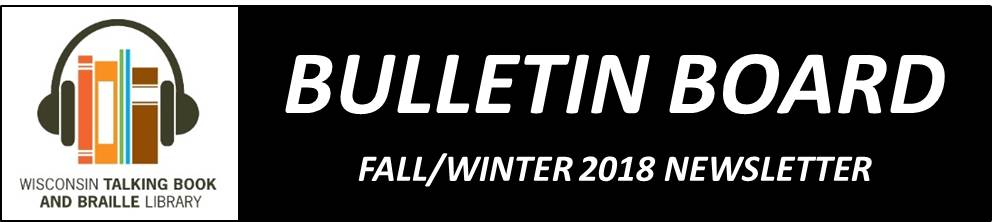 WISCONSIN TALKING BOOK
AND BRAILLE LIBRARY
BULLETIN BOARD
FALL/WINTER 2018 NEWSLETTER